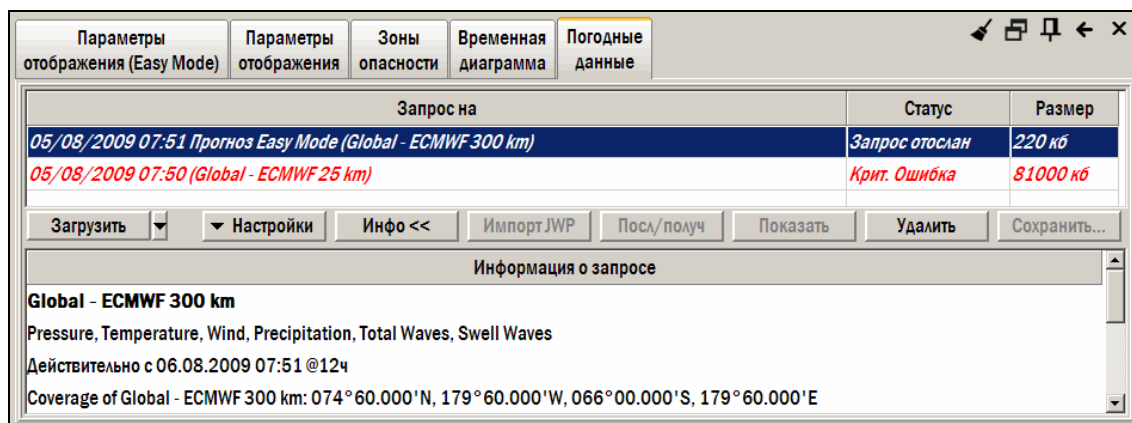 Параметры отображения (Easy Mode)
Параметры отображения
Зоны опасности
Временная диаграмма
Погодные данные
Запрос на Статус Размер
05/08/2009 07:51 Прогноз Easy Mode (Global - ECMWF 300 km) Запрос отослан 220 кб
05/08/2009 07:50 (Global - ECMWF 25 km) Крит. Ошибка 81000 кб
Загрузить Настройки Инфо << Импорт JWP Посл/получ Показать Удалить Сохранить...
Информация о запросе
Global - ECMWF 300 km
Pressure, Temperature, Wind, Precipitation, Total Waves, Swell Waves
Действительно с 06.08.2009 07:51 @12ч
Coverage of Global - ECMWF 300 km: 074°60.000'N, 179°60.000'W, 066°00.000'S, 179°60.000'E